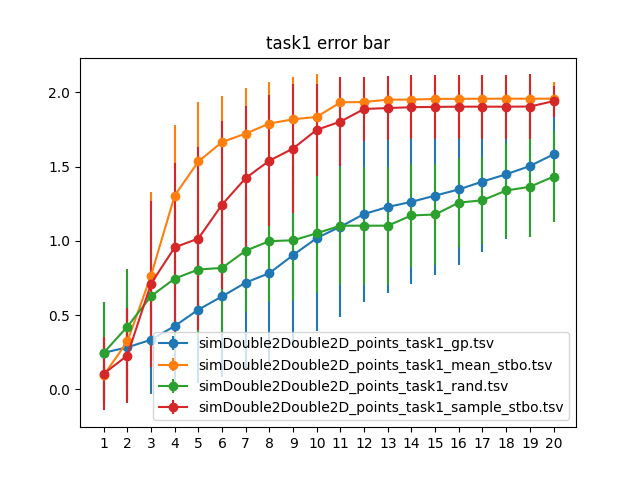 task1 error bar
2.0
1.5
1.0
0.5
0.0
simDouble2Double2D_points_task1_gp.tsv
simDouble2Double2D_points_task1_mean_stbo.tsv
simDouble2Double2D_points_task1_rand.tsv
simDouble2Double2D_points_task1_sample_stbo.tsv
1 2 3 4 5 6 7 8 9 10 11 12 13 14 15 16 17 18 19 20